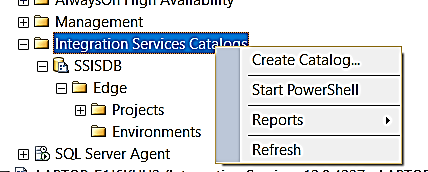 AlwaysOn High Availability
Management
Integration Services Catalogs
SSISDB
Edge
Projects
Environments
SQL Server Agent
Create Catalog...
Start PowerShell
Reports
Refresh